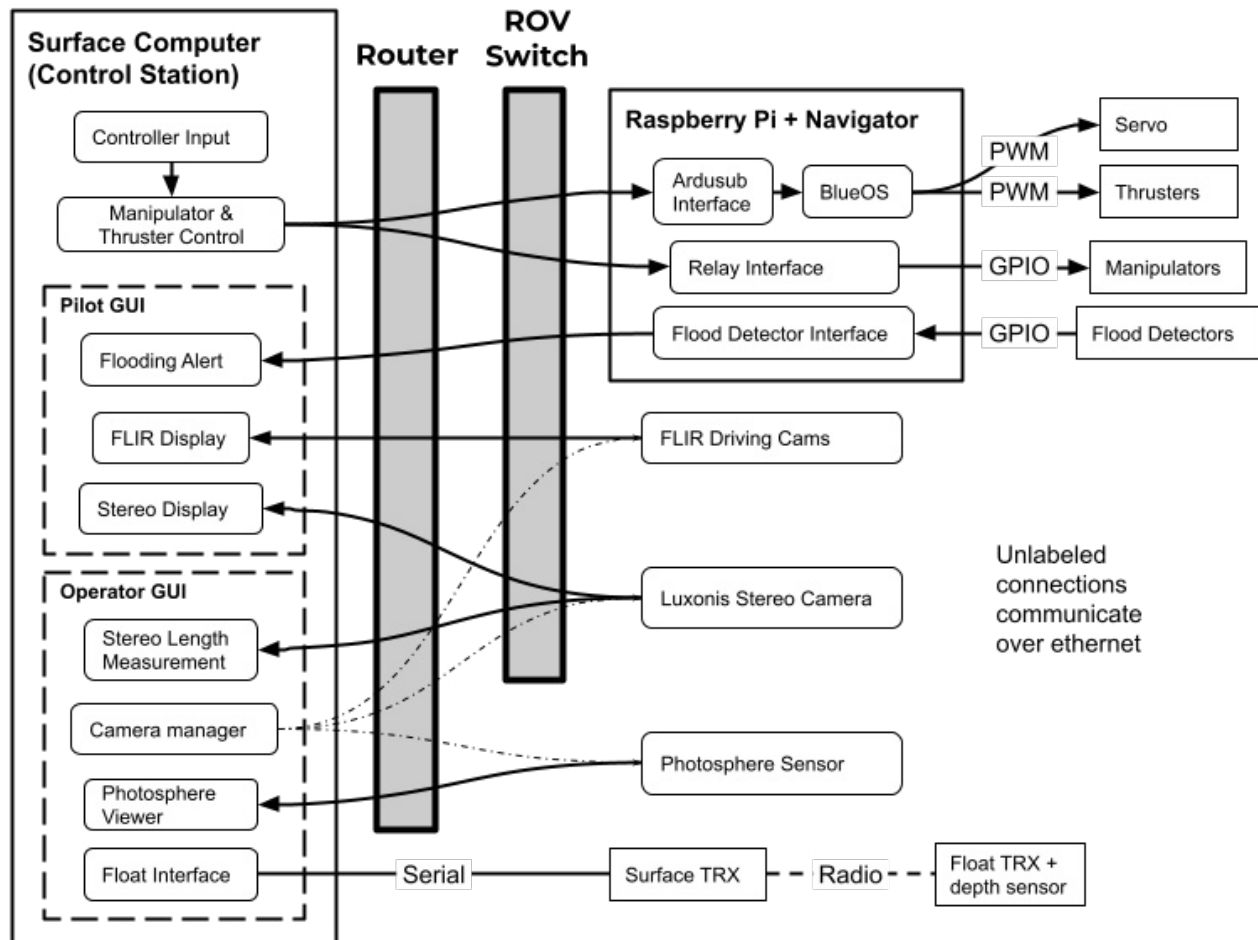 Surface Computer
(Control Station)
Router
ROV
Switch
Controller Input
Manipulator &
Thruster Control
Raspberry Pi + Navigator
Ardusub
Interface
BlueOS
PWM
Servo
PWM
Thrusters
Relay Interface
GPIO
Manipulators
Flood Detector Interface
GPIO
Flood Detectors
Pilot GUI
Flooding Alert
FLIR Display
FLIR Driving Cams
Stereo Display
Operator GUI
Stereo Length
Measurement
Luxonis Stereo Camera
Unlabeled
connections
communicate
over ethernet
Camera manager
Photosphere Sensor
Photosphere
Viewer
Float Interface
Serial
Surface TRX
Radio
Float TRX +
depth sensor